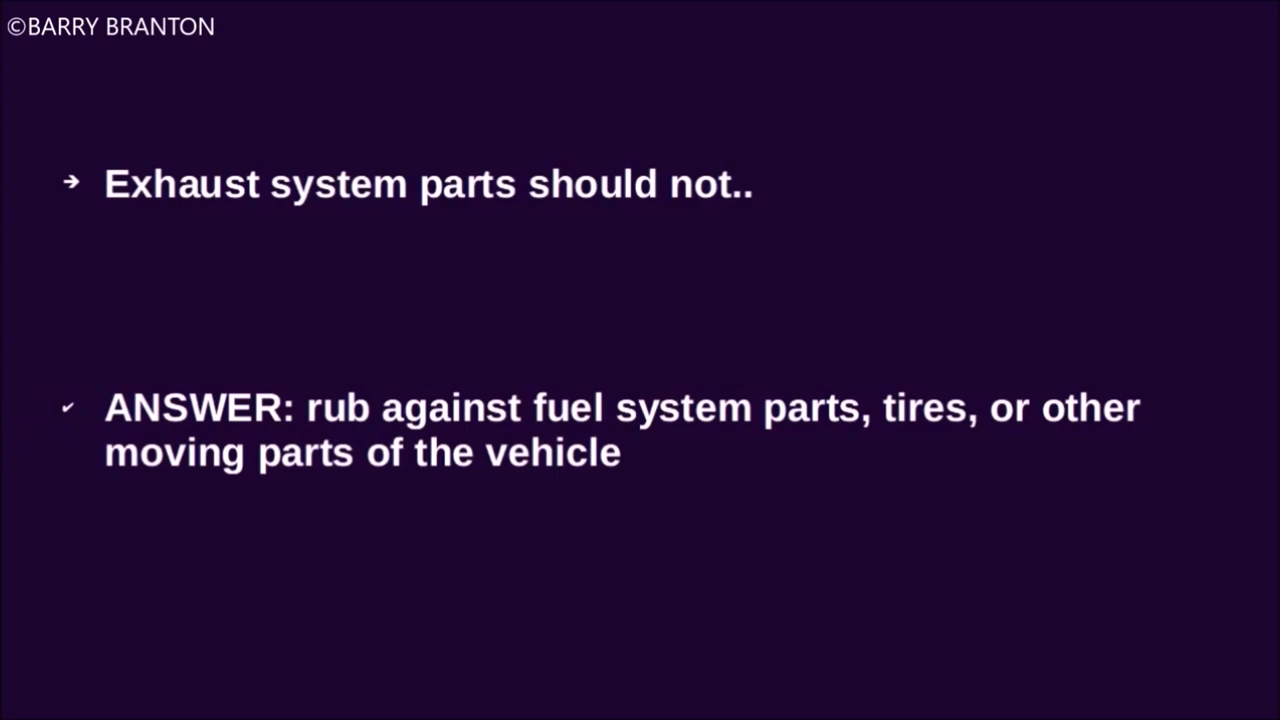 ©BARRY BRANTON
➔ Exhaust system parts should not..
✔ ANSWER: rub against fuel system parts, tires, or other
moving parts of the vehicle